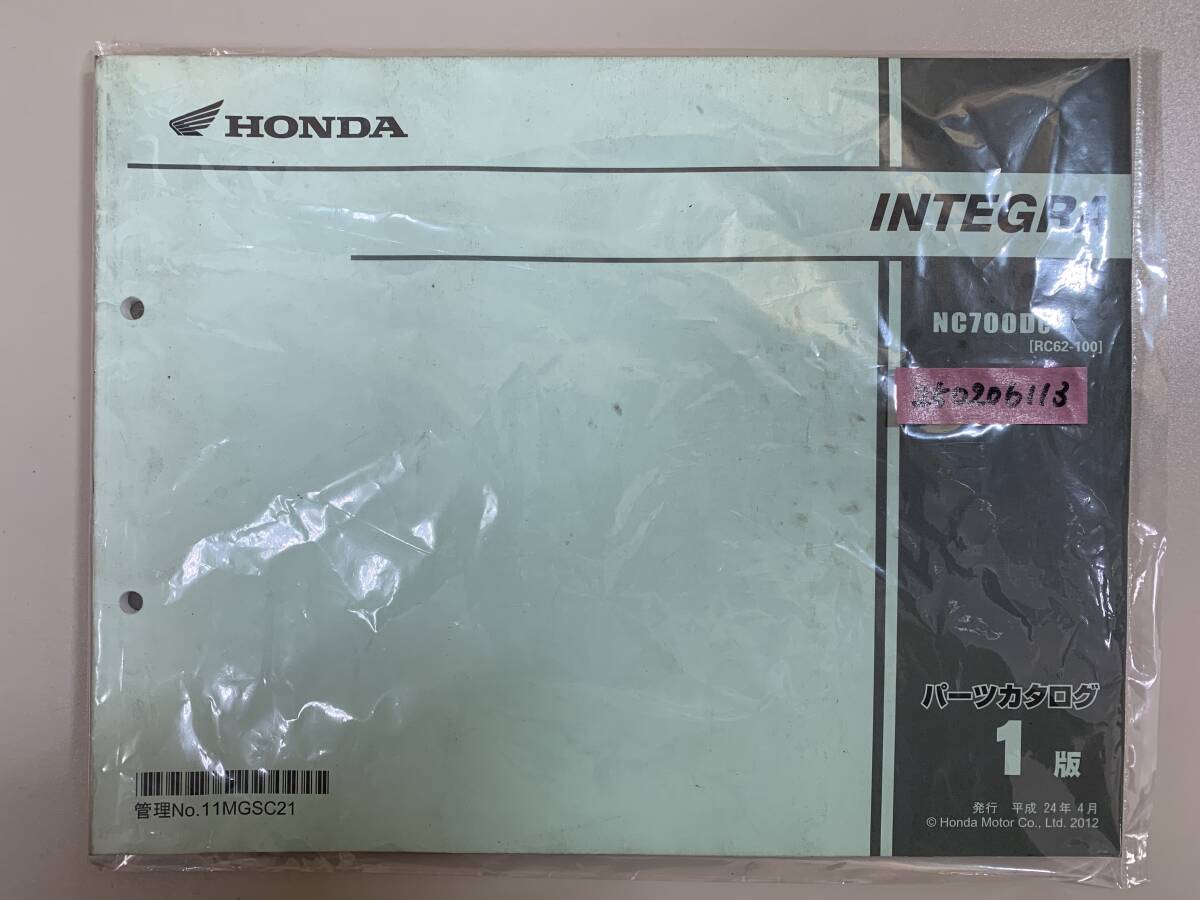 HONDA
INTEGRA
[RC62-100]
パーツカタログ
1 版
管理No.11MGSC21
発行 平成 24年 4月
© Honda Motor Co., Ltd. 2012